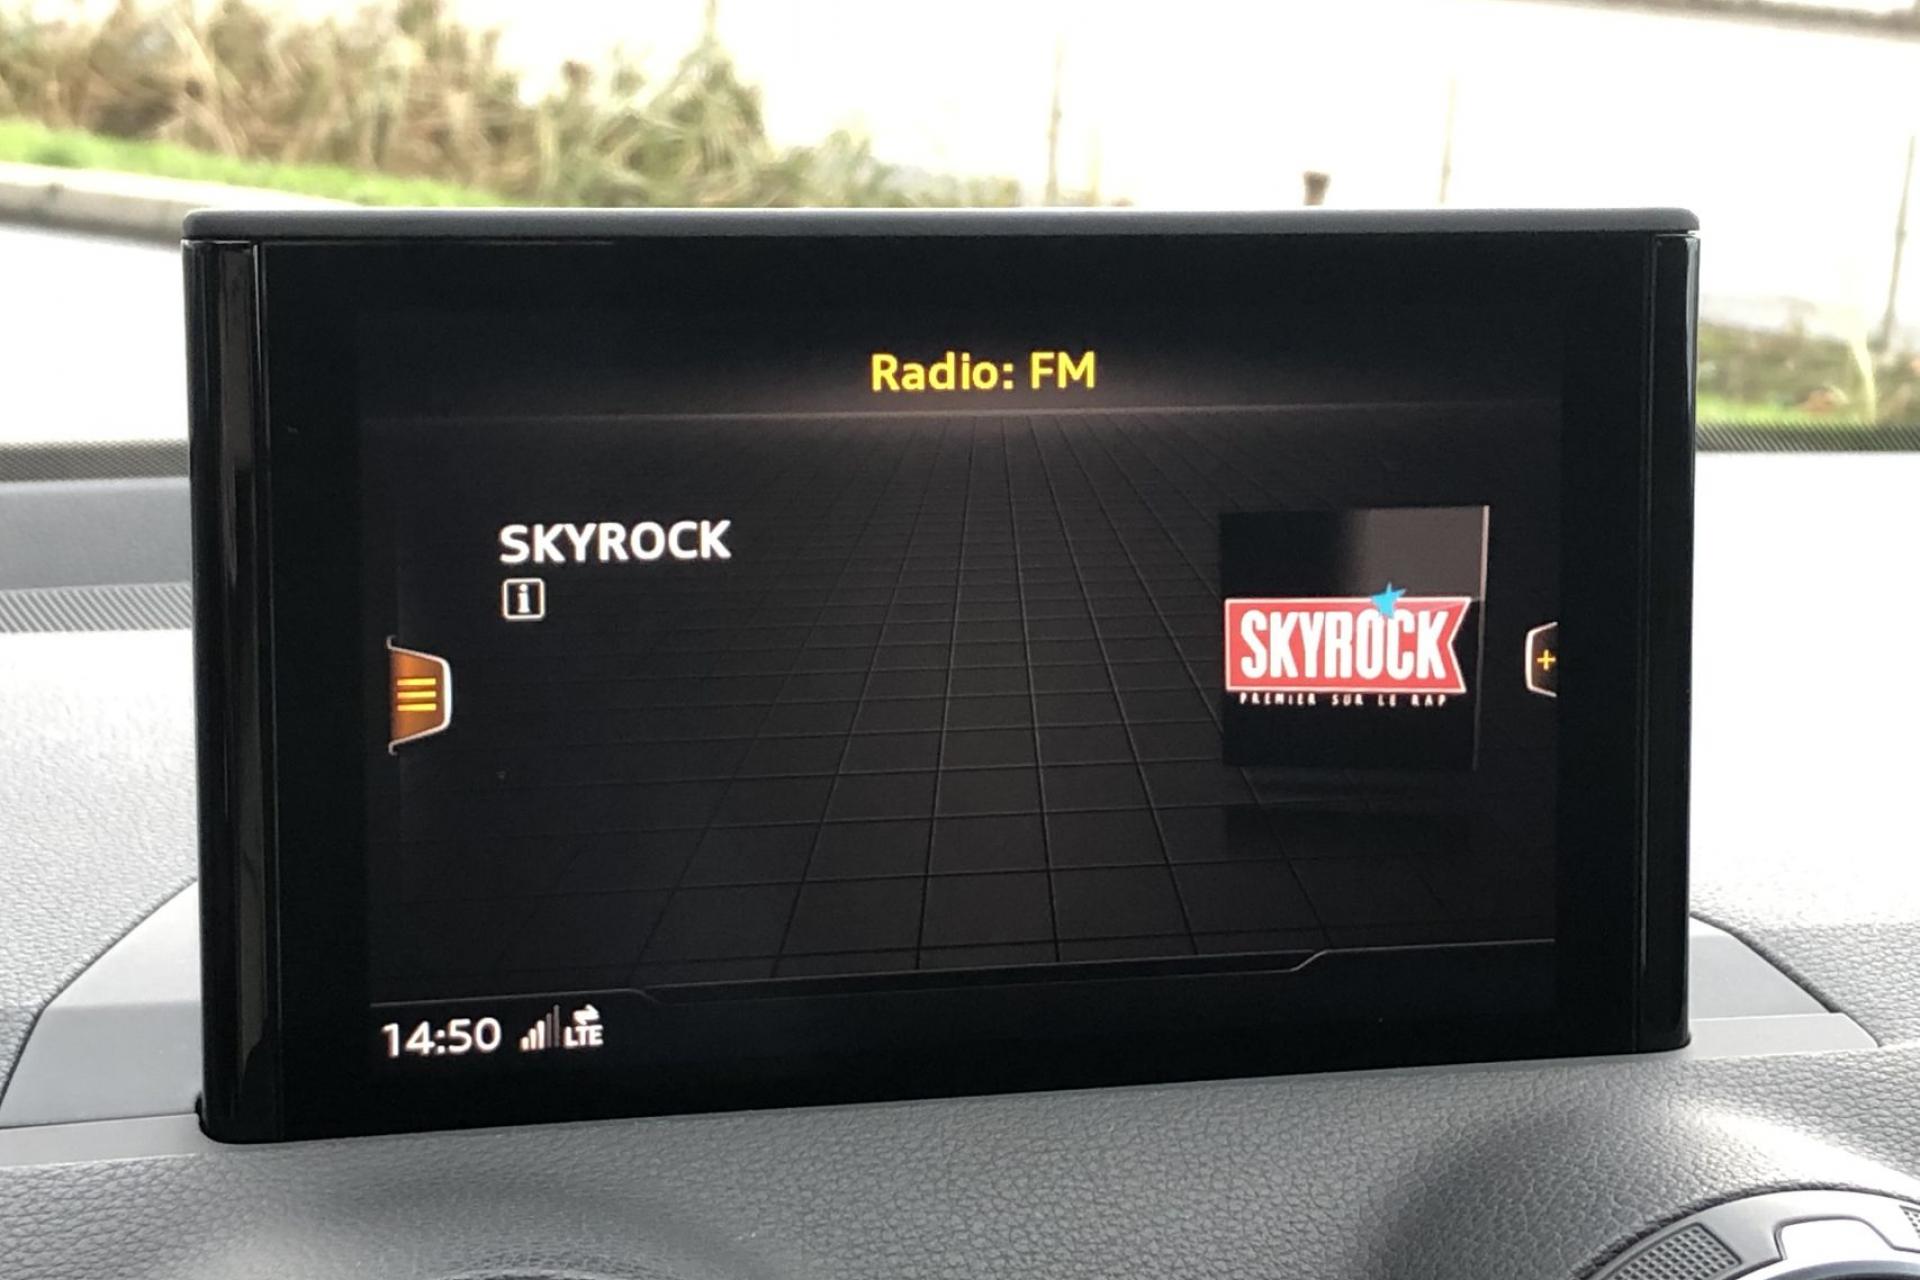 Radio: FM
SKYROCK
i
SKYROCK
PREMIER SUR LE RAP
+
14:50 LTE